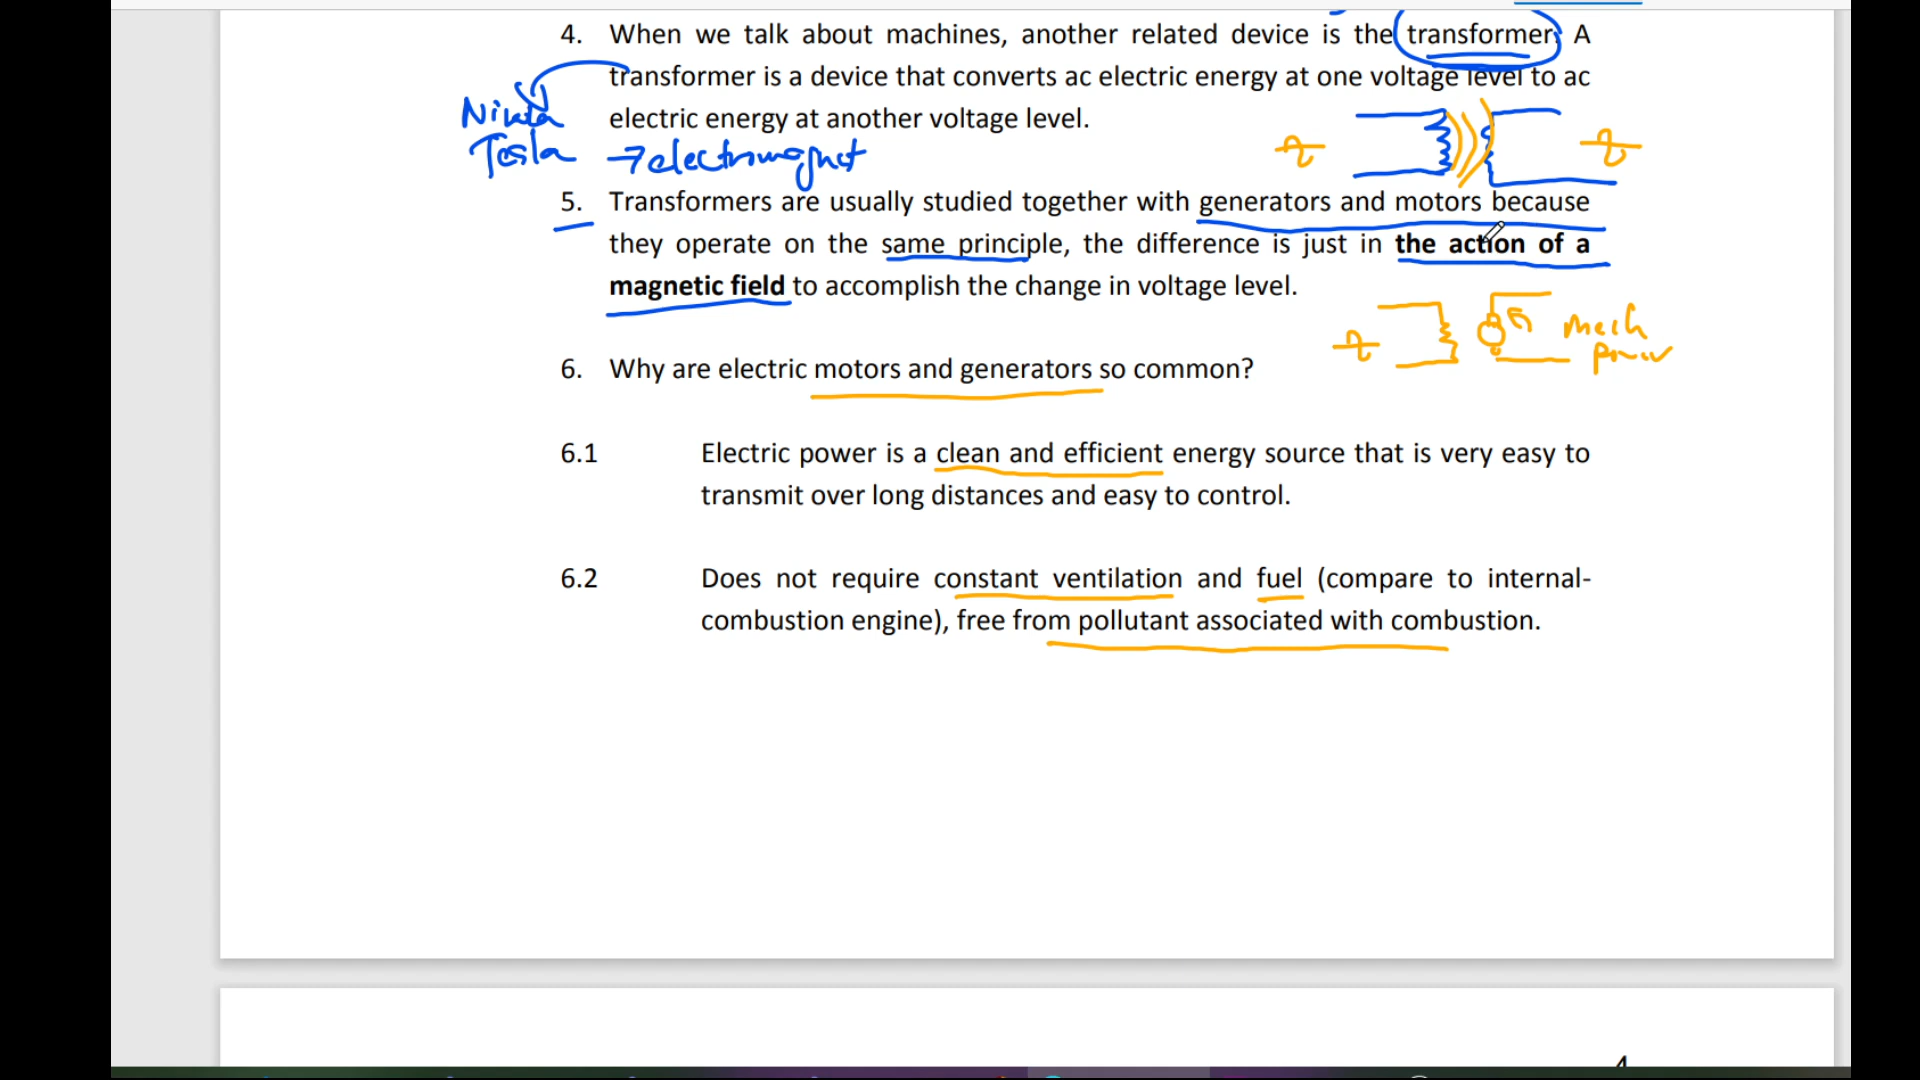 4. When we talk about machines, another related device is the transformer. A
transformer is a device that converts ac electric energy at one voltage level to ac
electric energy at another voltage level.
Nikola
Tesla → electromagnet
5. Transformers are usually studied together with generators and motors because
they operate on the same principle, the difference is just in the action of a
magnetic field to accomplish the change in voltage level.
mech
power
6. Why are electric motors and generators so common?
6.1 Electric power is a clean and efficient energy source that is very easy to
transmit over long distances and easy to control.
6.2 Does not require constant ventilation and fuel (compare to internal-
combustion engine), free from pollutant associated with combustion.
4